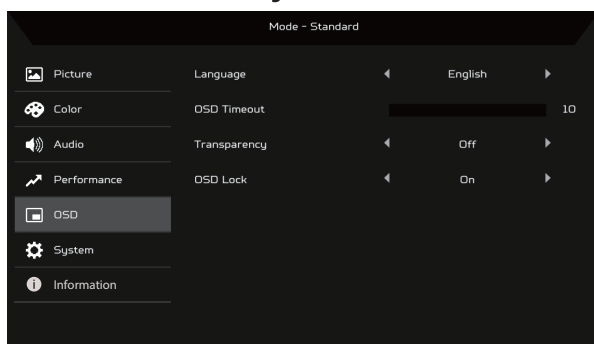 Mode - Standard
Picture
Language English
Color
OSD Timeout 10
Audio
Transparency Off
Performance
OSD Lock On
OSD
System
Information